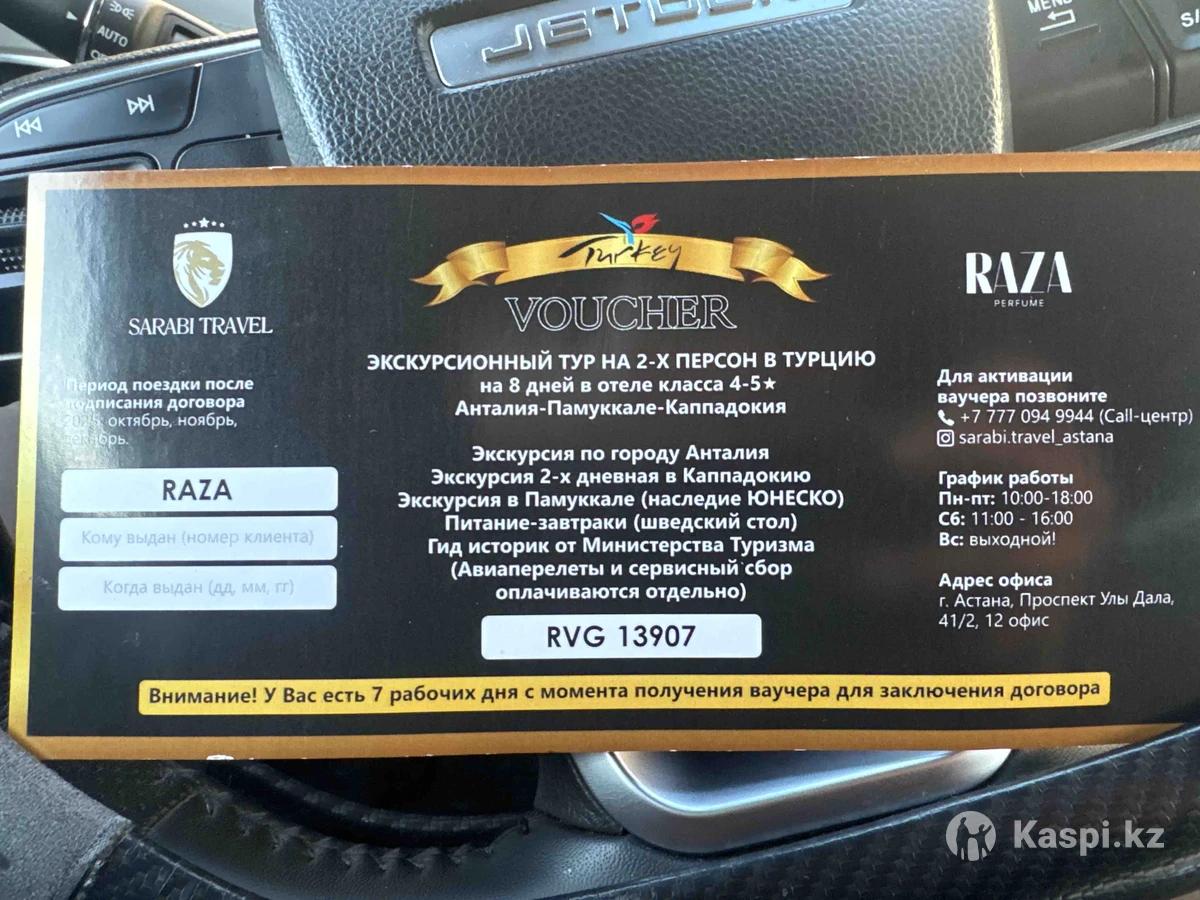 AUTO
MENU
S/
SARABI TRAVEL
Turkey
VOUCHER
ЭКСКУРСИОННЫЙ ТУР НА 2-Х ПЕРСОН В ТУРЦИЮ
на 8 дней в отеле класса 4-5★
Анталия-Памуккале-Каппадокия
Экскурсия по городу Анталия
Экскурсия 2-х дневная в Каппадокию
Экскурсия в Памуккале (наследие ЮНЕСКО)
Питание-завтраки (шведский стол)
Гид историк от Министерства Туризма
(Авиаперелеты и сервисный сбор
оплачиваются отдельно)
RVG 13907
Период поездки после
подписания договора
октябрь, ноябрь,
декабрь.
RAZA
Кому выдан (номер клиента)
Когда выдан (дд, мм, гг)
RAZA
PERFUME
Для активации
ваучера позвоните
+7 777 094 9944 (Call-центр)
sarabi.travel_astana
График работы
Пн-пт: 10:00-18:00
Сб: 11:00 - 16:00
Вс: выходной!
Адрес офиса
г. Астана, Проспект Улы Дала,
41/2, 12 офис
Внимание! У Вас есть 7 рабочих дня с момента получения ваучера для заключения договора
Kaspi.kz